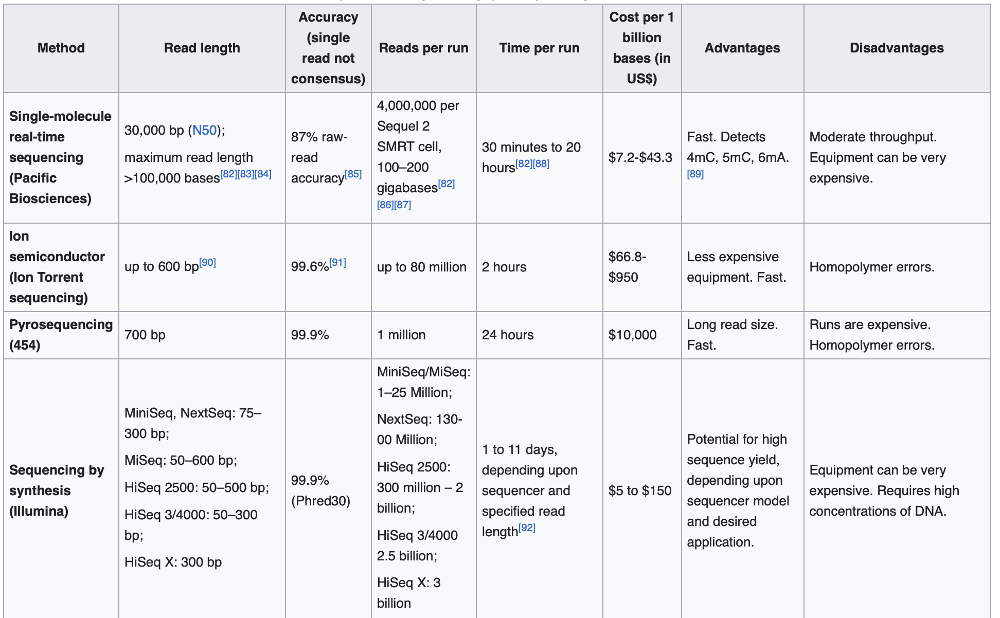 Method
Read length
Accuracy
(single
read not
consensus)
Reads per run
Time per run
Cost per 1
billion
bases (in
US$)
Advantages
Disadvantages
Single-molecule
real-time
sequencing
(Pacific
Biosciences)
30,000 bp (N50);
maximum read length
>100,000 bases[82][83][84]
87% raw-
read
accuracy[85]
4,000,000 per
Sequel 2
SMRT cell,
100–200
gigabases[82]
[86][87]
30 minutes to 20
hours[82][88]
$7.2-$43.3
Fast. Detects
4mC, 5mC, 6mA.
[89]
Moderate throughput.
Equipment can be very
expensive.
Ion
semiconductor
(Ion Torrent
sequencing)
up to 600 bp[90]
99.6%[91]
up to 80 million
2 hours
$66.8-
$950
Less expensive
equipment. Fast.
Homopolymer errors.
Pyrosequencing
(454)
700 bp
99.9%
1 million
24 hours
$10,000
Long read size.
Fast.
Runs are expensive.
Homopolymer errors.
Sequencing by
synthesis
(Illumina)
MiniSeq, NextSeq: 75–
300 bp;
MiSeq: 50–600 bp;
HiSeq 2500: 50–500 bp;
HiSeq 3/4000: 50–300
bp;
HiSeq X: 300 bp
99.9%
(Phred30)
MiniSeq/MiSeq:
1–25 Million;
NextSeq: 130-
00 Million;
HiSeq 2500:
300 million – 2
billion;
HiSeq 3/4000
2.5 billion;
HiSeq X: 3
billion
1 to 11 days,
depending upon
sequencer and
specified read
length[92]
$5 to $150
Potential for high
sequence yield,
depending upon
sequencer model
and desired
application.
Equipment can be very
expensive. Requires high
concentrations of DNA.